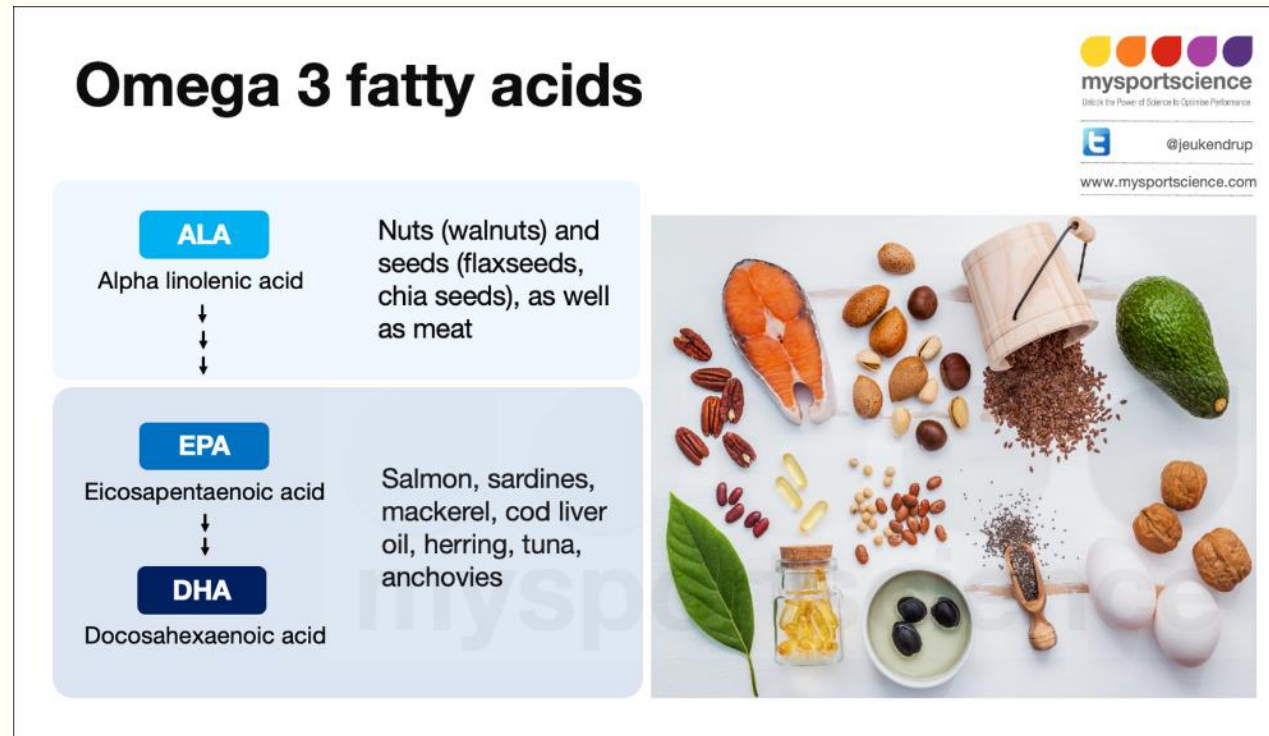 Omega 3 fatty acids
mysportscience
Unlock the Power of Science to Optimise Performance
@jeukendrup
www.mysportscience.com
ALA
Alpha linolenic acid
Nuts (walnuts) and
seeds (flaxseeds,
chia seeds), as well
as meat
EPA
Eicosapentaenoic acid
DHA
Docosahexaenoic acid
Salmon, sardines,
mackerel, cod liver
oil, herring, tuna,
anchovies
mysportscience